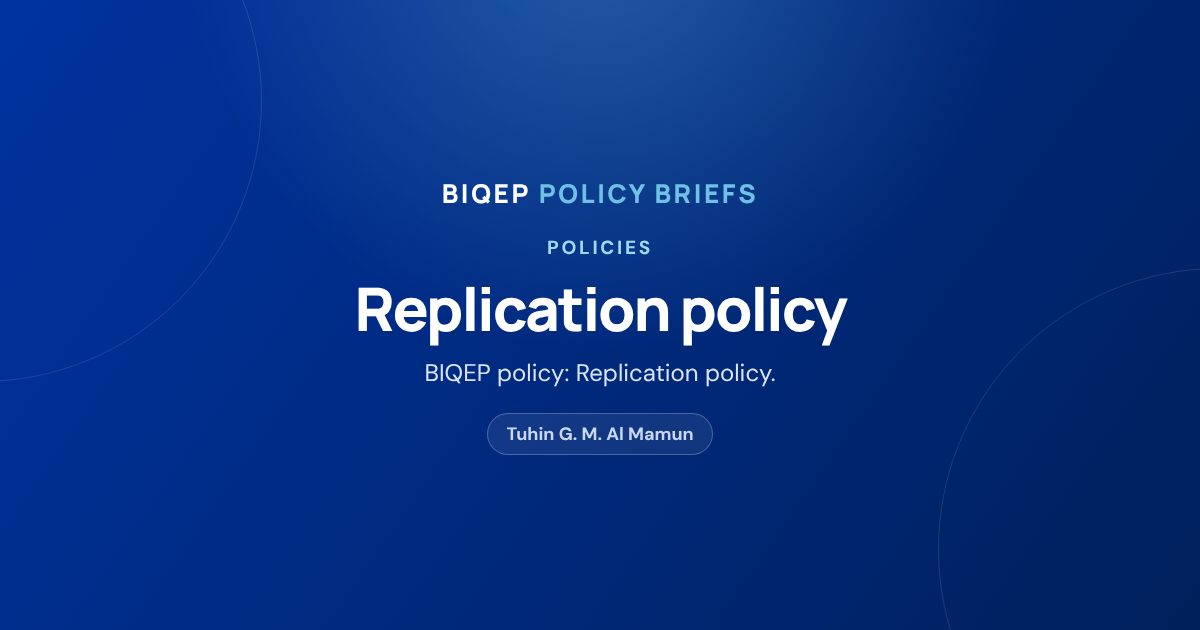 BIQEP POLICY BRIEFS
POLICIES
Replication policy
BIQEP policy: Replication policy.
Tuhin G. M. Al Mamun